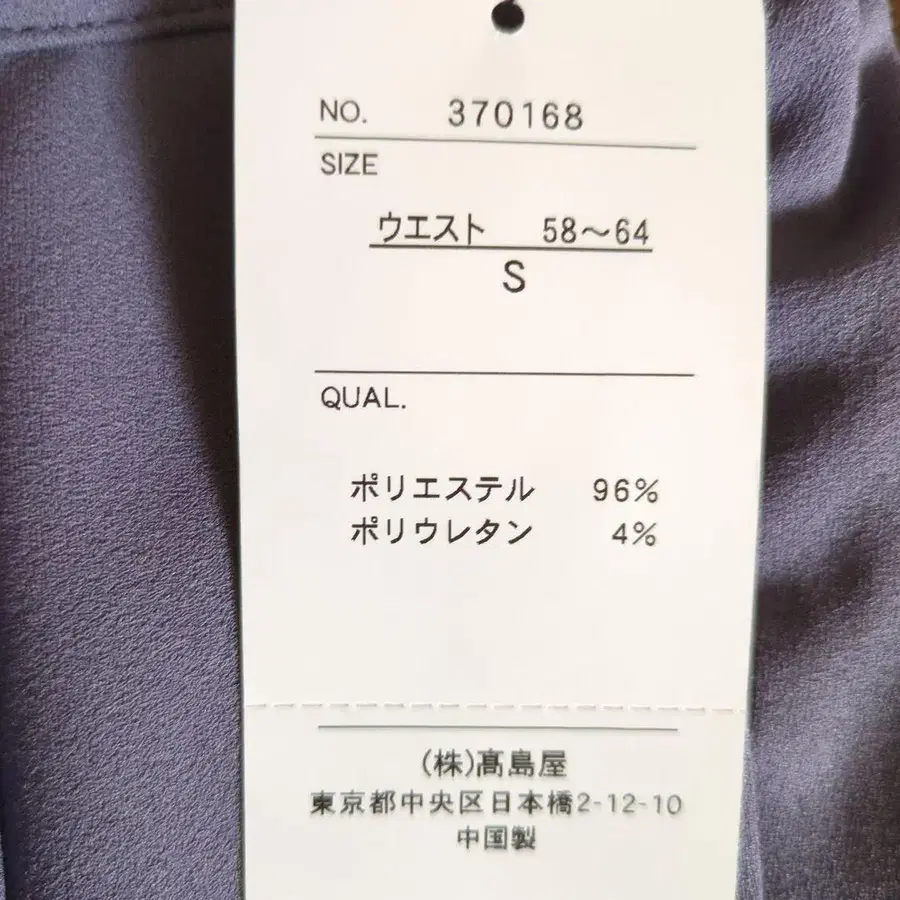 NO. 370168
SIZE
ウエスト 58～64
S
QUAL.
ポリエステル 96%
ポリウレタン 4%
(株)髙島屋
東京都中央区日本橋2-12-10
中国製